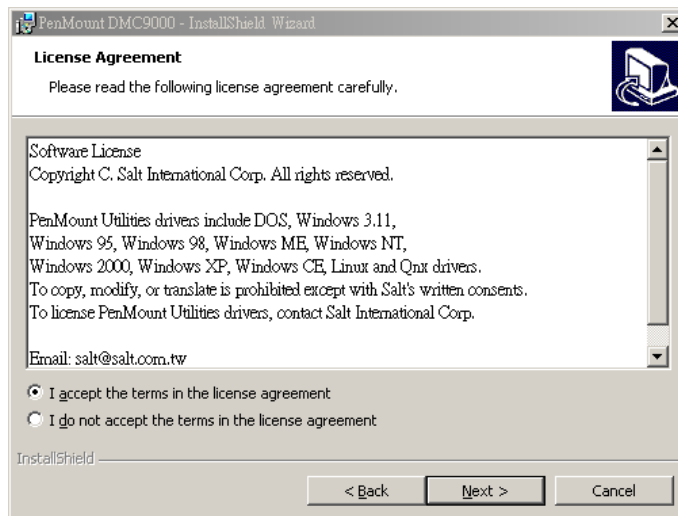 PenMount DMC9000 - InstallShield Wizard
License Agreement
Please read the following license agreement carefully.
Software License
Copyright C. Salt International Corp. All rights reserved.
PenMount Utilities drivers include DOS, Windows 3.11,
Windows 95, Windows 98, Windows ME, Windows NT,
Windows 2000, Windows XP, Windows CE, Linux and Qnx drivers.
To copy, modify, or translate is prohibited except with Salt's written consents.
To license PenMount Utilities drivers, contact Salt International Corp.
Email: salt@salt.com.tw
I accept the terms in the license agreement
I do not accept the terms in the license agreement
InstallShield
< Back
Next >
Cancel